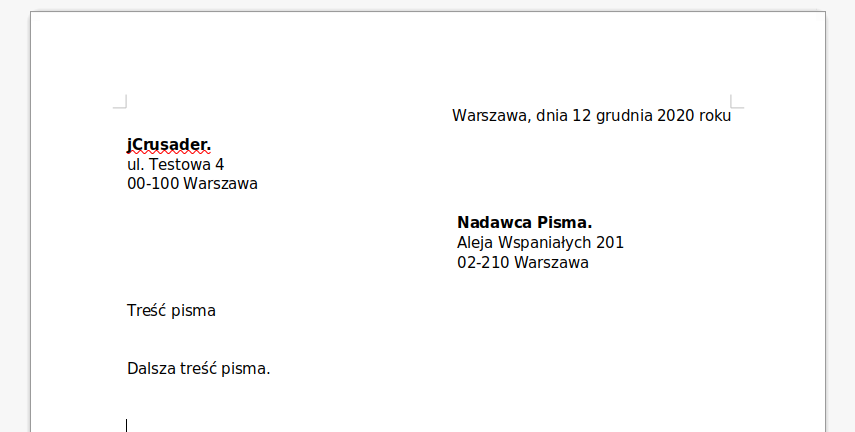 Warszawa, dnia 12 grudnia 2020 roku
jCrusader.
ul. Testowa 4
00-100 Warszawa
Nadawca Pisma.
Aleja Wspaniałych 201
02-210 Warszawa
Treść pisma
Dalsza treść pisma.